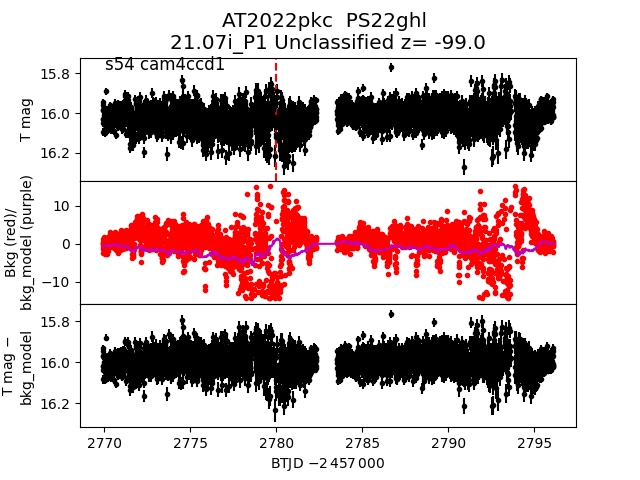 AT2022pkc  PS22ghl
21.07i_P1 Unclassified z= -99.0
s54 cam4ccd1
15.8
16.0
16.2
T mag
10
0
−10
Bkg (red)/
bkg_model (purple)
15.8
16.0
16.2
T mag −
bkg_model
2770
2775
2780
2785
2790
2795
BTJD −2 457 000